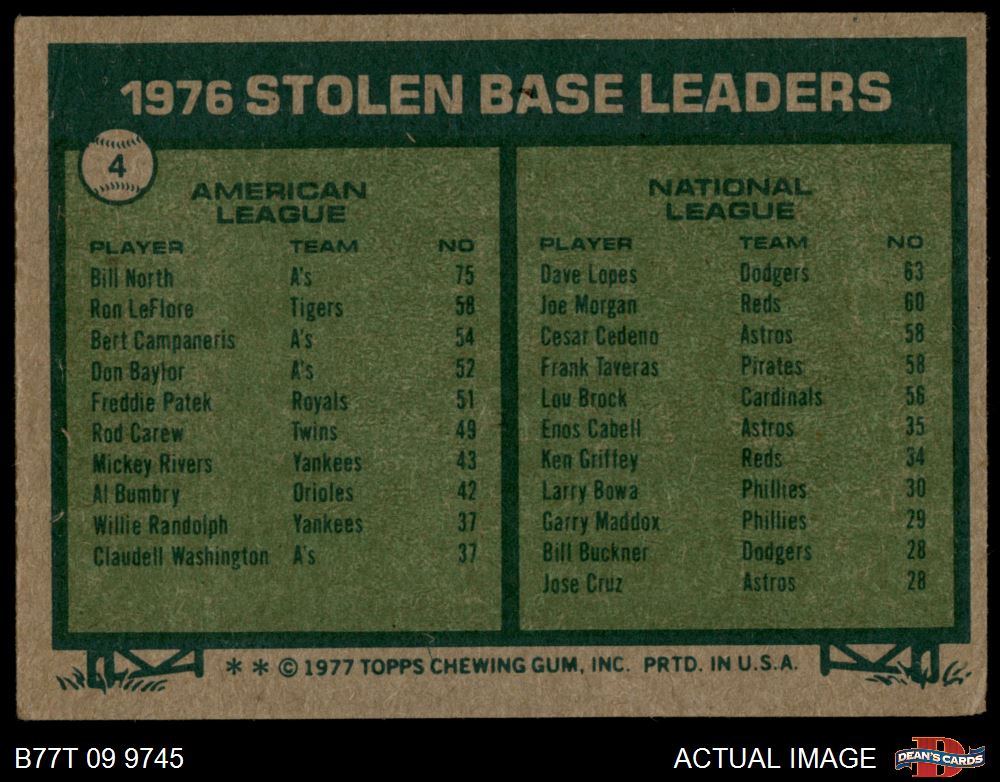 1976 STOLEN BASE LEADERS
4
AMERICAN
LEAGUE
PLAYER TEAM NO
Bill North A's 75
Ron LeFlore Tigers 58
Bert Campaneris A's 54
Don Baylor A's 52
Freddie Patek Royals 51
Rod Carew Twins 49
Mickey Rivers Yankees 43
Al Bumbry Orioles 42
Willie Randolph Yankees 37
Claudell Washington A's 37
NATIONAL
LEAGUE
PLAYER TEAM NO
Dave Lopes Dodgers 63
Joe Morgan Reds 60
Cesar Cedeno Astros 58
Frank Taveras Pirates 58
Lou Brock Cardinals 56
Enos Cabell Astros 35
Ken Griffey Reds 34
Larry Bowa Phillies 30
Garry Maddox Phillies 29
Bill Buckner Dodgers 28
Jose Cruz Astros 28
* * © 1977 TOPPS CHEWING GUM, INC. PRTD. IN U.S.A.
B77T 09 9745
ACTUAL IMAGE
D
DEAN'S CARDS